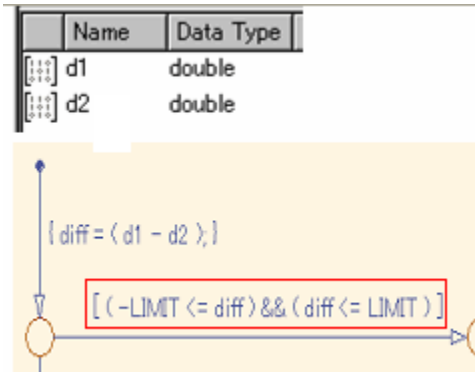 Name Data Type
d1 double
d2 double
{ diff = ( d1 - d2 ); }
[ ( -LIMIT <= diff ) && ( diff <= LIMIT ) ]